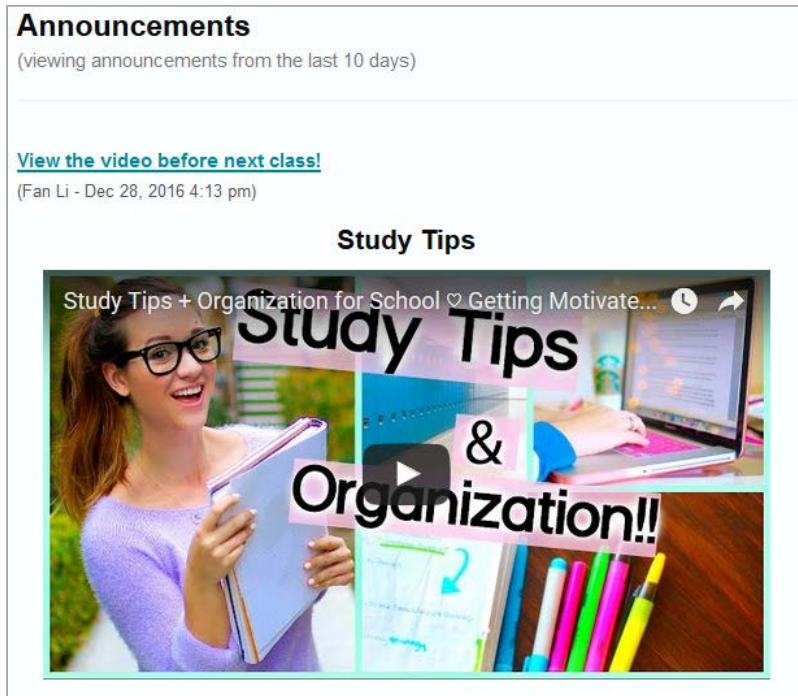 Announcements
(viewing announcements from the last 10 days)
View the video before next class!
(Fan Li - Dec 28, 2016 4:13 pm)
Study Tips
Study Tips + Organization for School ♡ Getting Motivate...
Study Tips
&
Organization!!